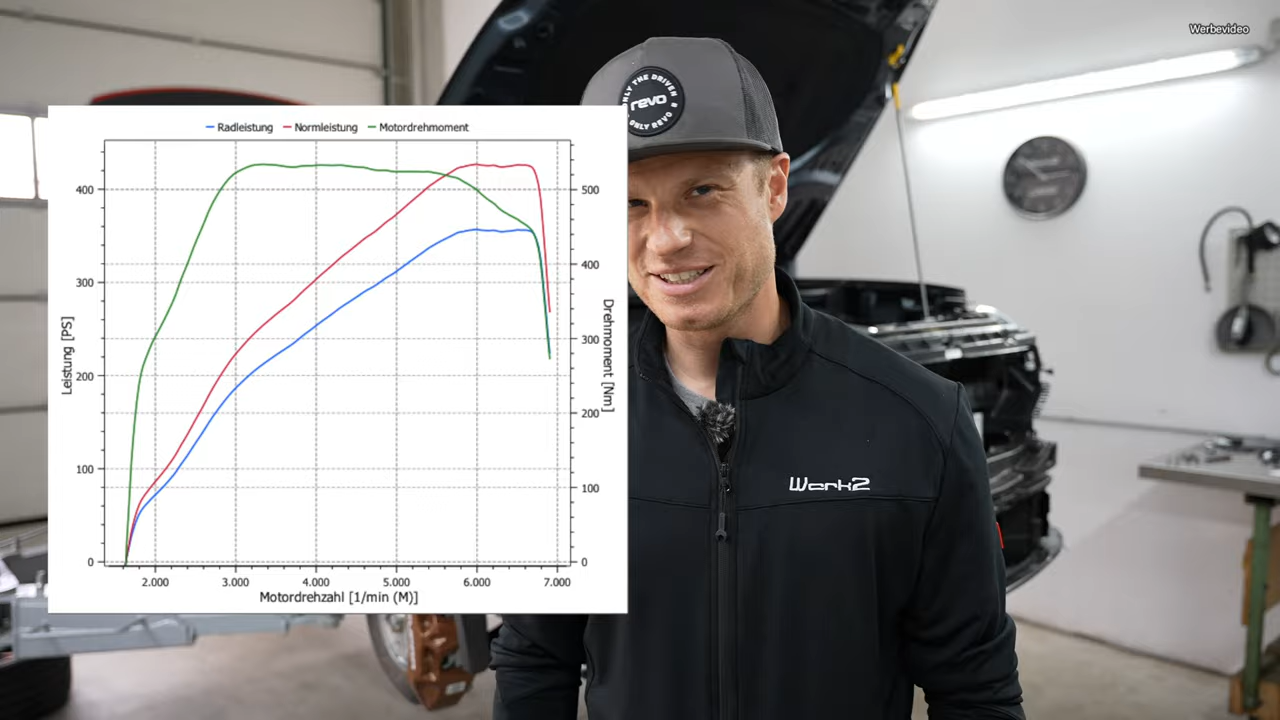 Werbevideo
ONLY THE DRIVEN
revo
ONLY REVO
Radleistung Normleistung Motordrehmoment
400
300
200
100
0
Leistung [PS]
500
400
300
200
100
0
Drehmoment [Nm]
2.000 3.000 4.000 5.000 6.000 7.000
Motordrehzahl [1/min (M)]
Werk2